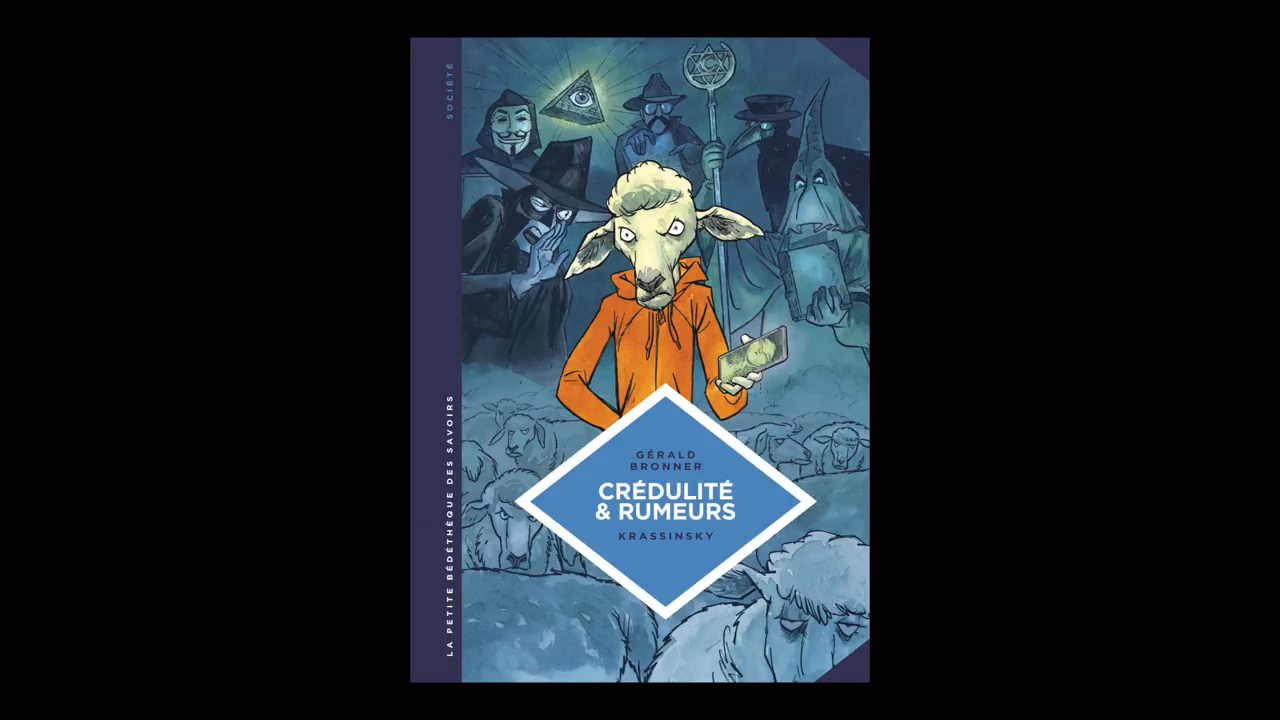 SOCIÉTÉ
LA PETITE BÉDÉTHÈQUE DES SAVOIRS
GÉRALD
BRONNER
CRÉDULITÉ
& RUMEURS
KRASSINSKY